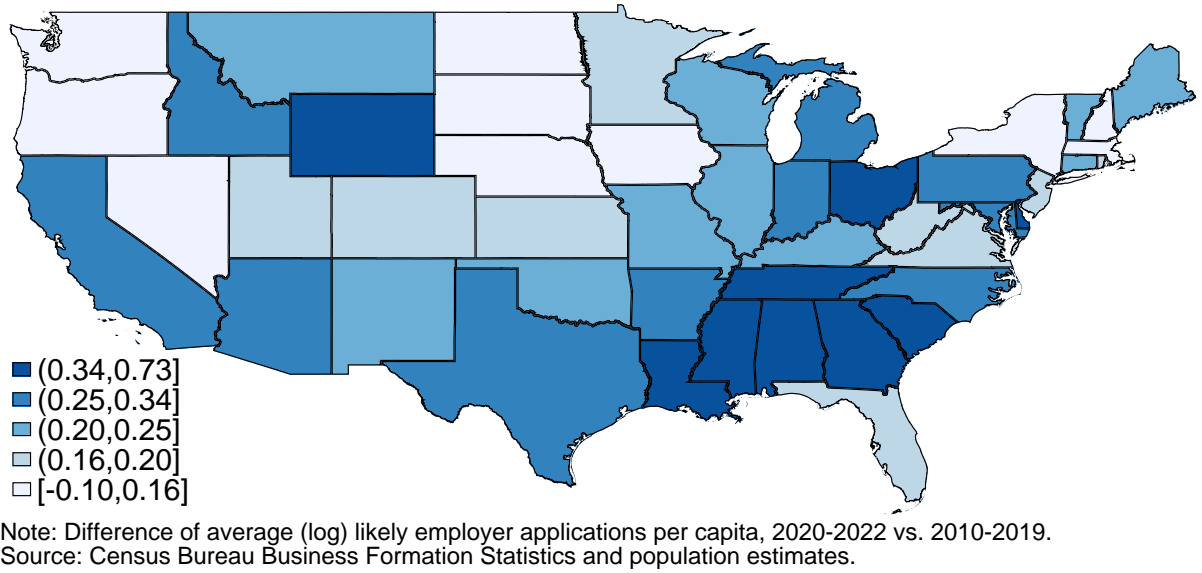 (0.34,0.73]
(0.25,0.34]
(0.20,0.25]
(0.16,0.20]
[-0.10,0.16]
Note: Difference of average (log) likely employer applications per capita, 2020-2022 vs. 2010-2019.
Source: Census Bureau Business Formation Statistics and population estimates.